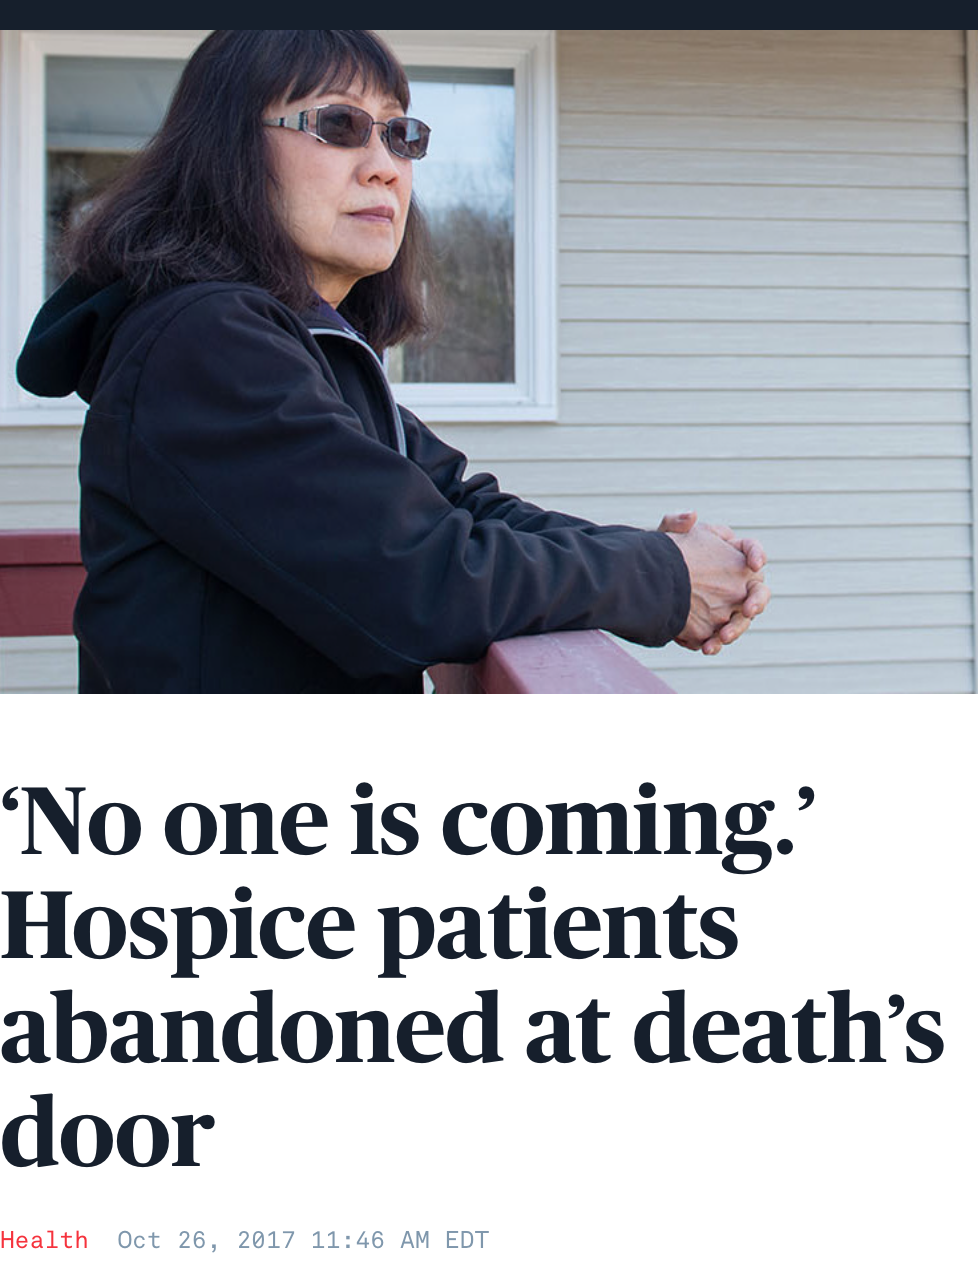 ‘No one is coming.’
Hospice patients
abandoned at death’s
door
Health Oct 26, 2017 11:46 AM EDT